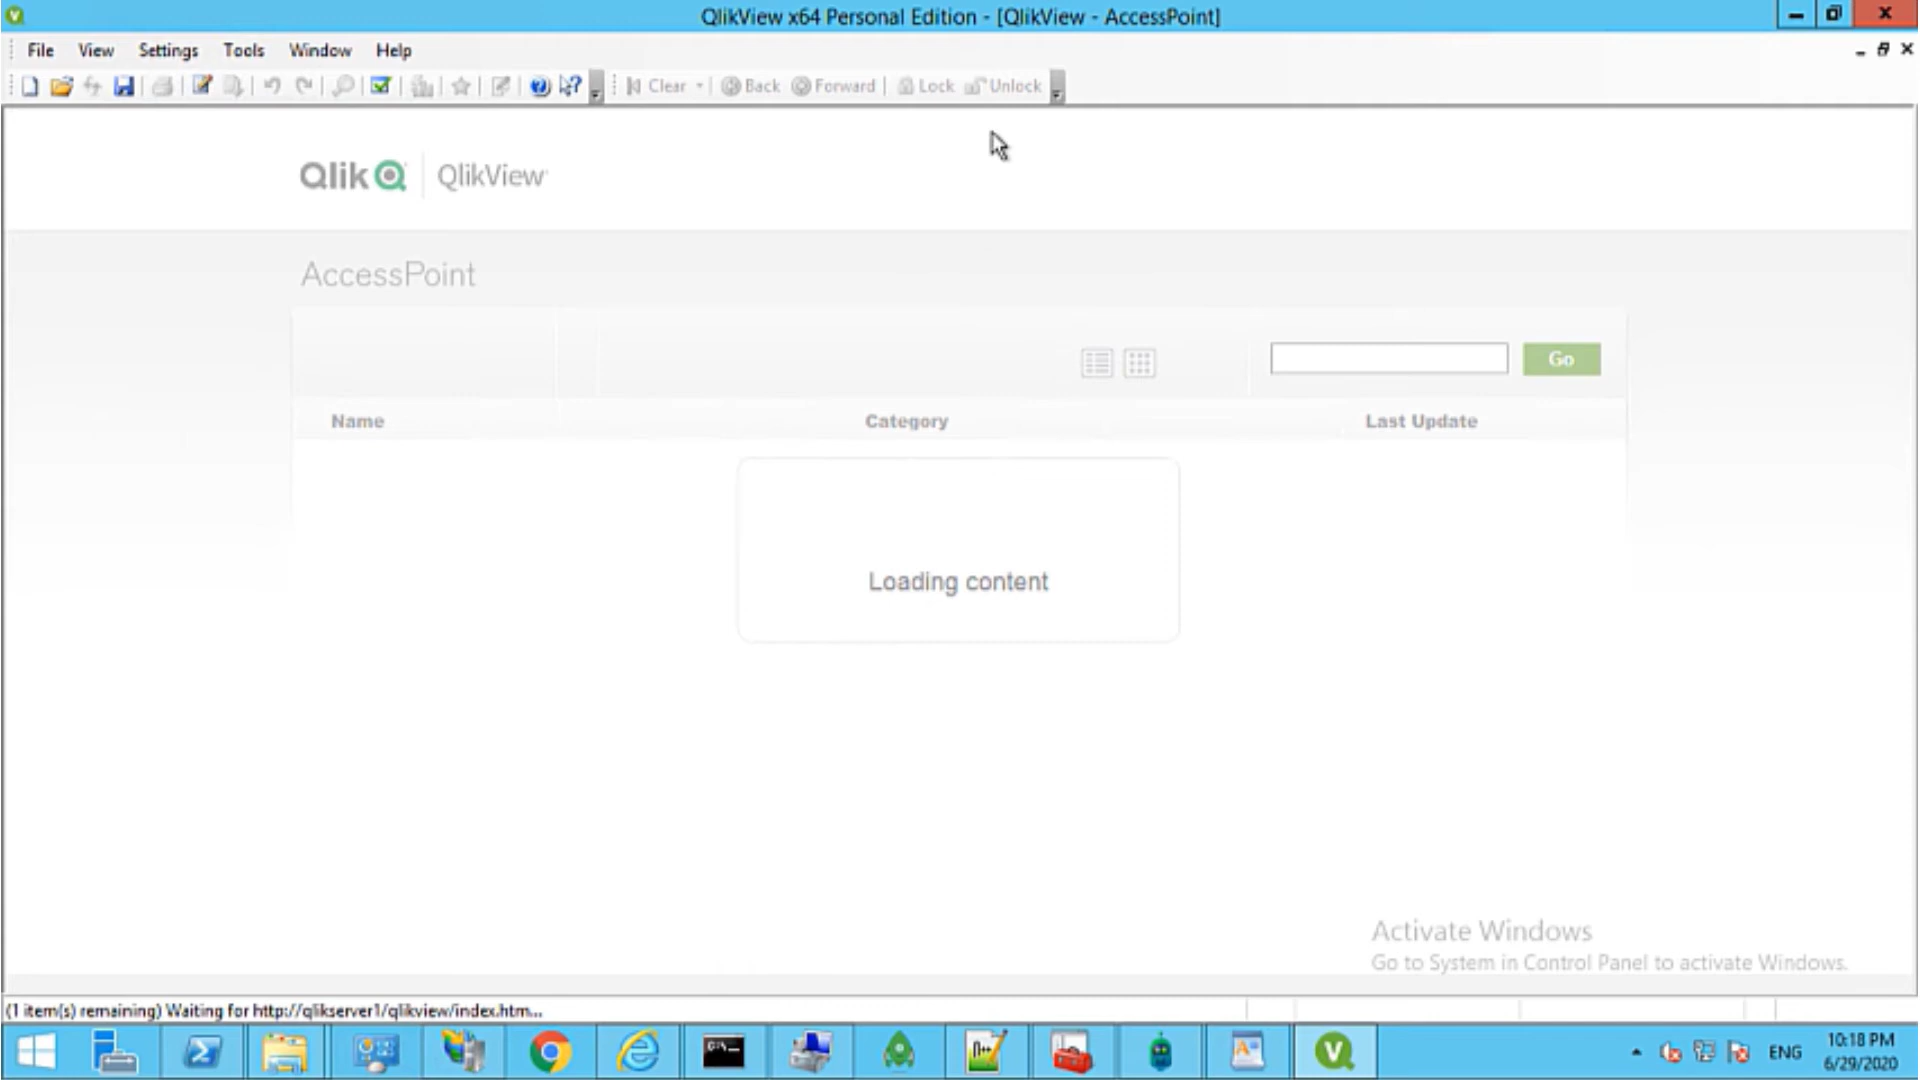 QlikView x64 Personal Edition - [QlikView - AccessPoint]
File View Settings Tools Window Help
Clear Back Forward Lock Unlock
Qlik QlikView
AccessPoint
Go
Name Category Last Update
Loading content
Activate Windows
Go to System in Control Panel to activate Windows.
(1 item(s) remaining) Waiting for http://qlikserver1/qlikview/index.htm...
ENG
10:18 PM
6/29/2020